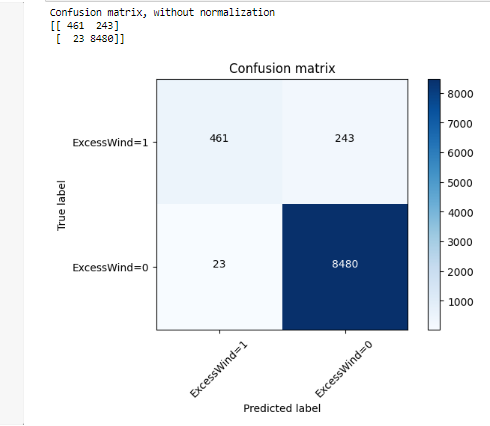 Confusion matrix, without normalization
[[ 461  243]
 [  23 8480]]
Confusion matrix
ExcessWind=1
461
243
ExcessWind=0
23
8480
True label
ExcessWind=1
ExcessWind=0
Predicted label
8000
7000
6000
5000
4000
3000
2000
1000